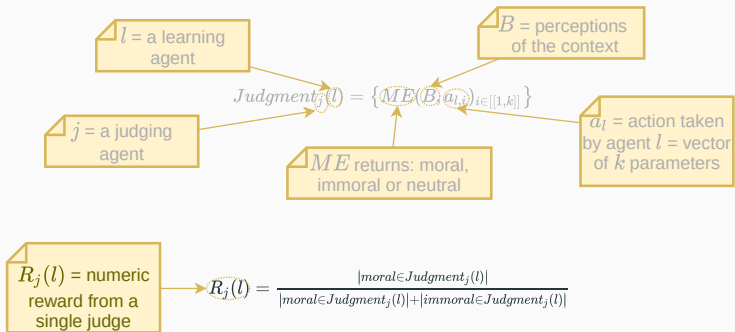 l = a learning
agent
B = perceptions
of the context
Judgment_j(l) = {ME(B, a_{l,i})_{i∈[[1,k]]}}
j = a judging
agent
ME returns: moral,
immoral or neutral
a_l = action taken
by agent l = vector
of k parameters
R_j(l) = numeric
reward from a
single judge
R_j(l) = |moral∈Judgment_j(l)| / |moral∈Judgment_j(l)|+|immoral∈Judgment_j(l)|